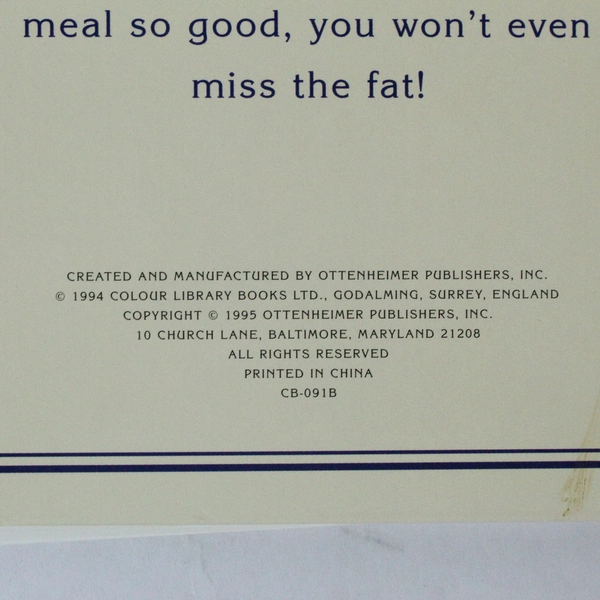 meal so good, you won't even
miss the fat!
CREATED AND MANUFACTURED BY OTTENHEIMER PUBLISHERS, INC.
© 1994 COLOUR LIBRARY BOOKS LTD., GODALMING, SURREY, ENGLAND
COPYRIGHT © 1995 OTTENHEIMER PUBLISHERS, INC.
10 CHURCH LANE, BALTIMORE, MARYLAND 21208
ALL RIGHTS RESERVED
PRINTED IN CHINA
CB-091B